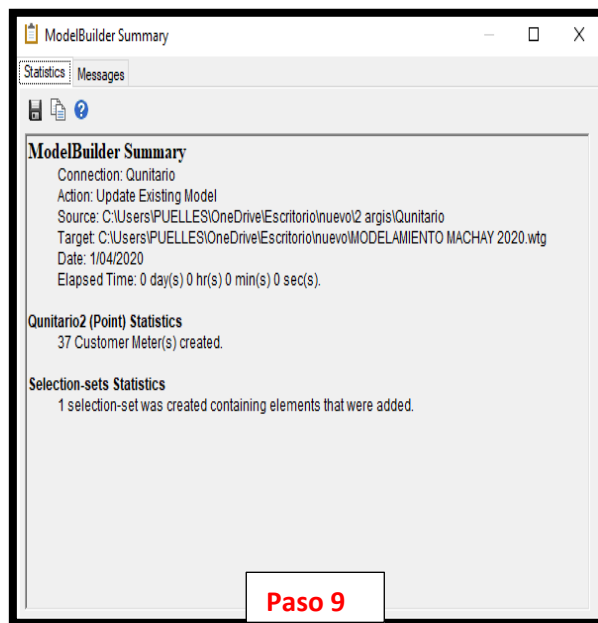 ModelBuilder Summary
Statistics
Messages
ModelBuilder Summary
Connection: Qunitario
Action: Update Existing Model
Source: C:\Users\PUELLES\OneDrive\Escritorio\nuevo\2 argis\Qunitario
Target: C:\Users\PUELLES\OneDrive\Escritorio\nuevo\MODELAMIENTO MACHAY 2020.wtg
Date: 1/04/2020
Elapsed Time: 0 day(s) 0 hr(s) 0 min(s) 0 sec(s).
Qunitario2 (Point) Statistics
37 Customer Meter(s) created.
Selection-sets Statistics
1 selection-set was created containing elements that were added.
Paso 9